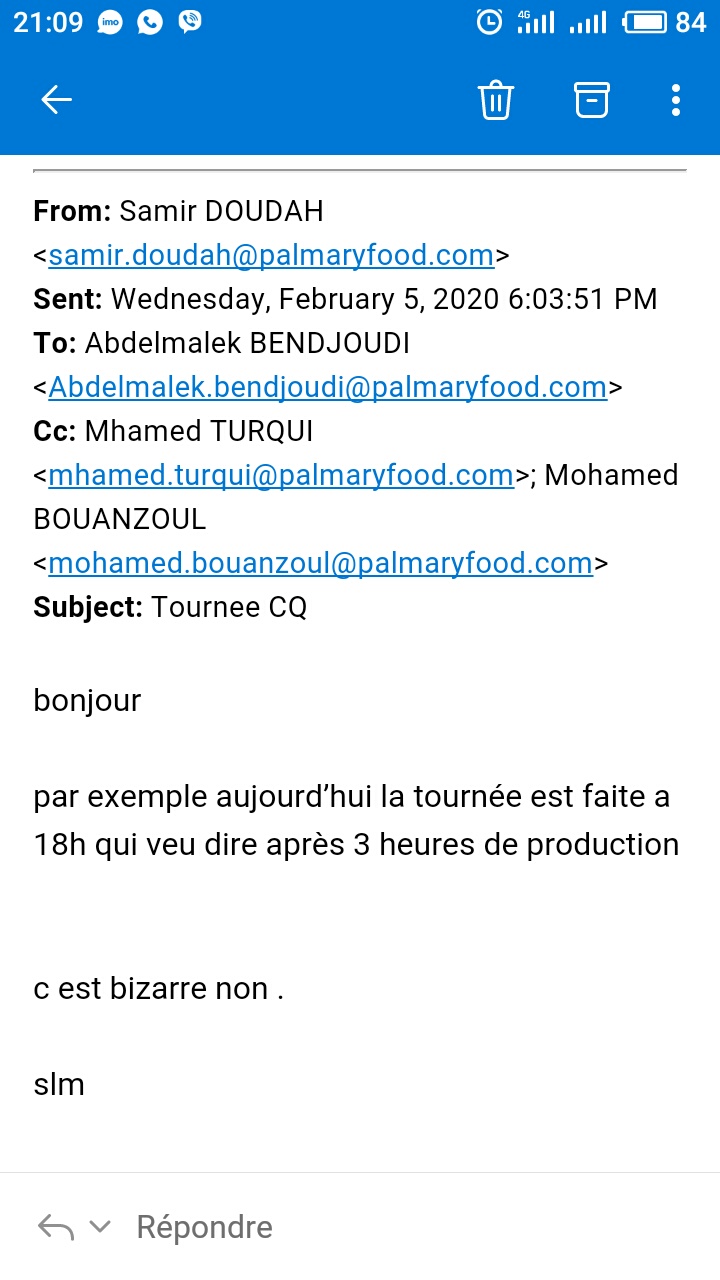 21:09 imo 4G 84
From: Samir DOUDAH
<samir.doudah@palmaryfood.com>
Sent: Wednesday, February 5, 2020 6:03:51 PM
To: Abdelmalek BENDJOUDI
<Abdelmalek.bendjoudi@palmaryfood.com>
Cc: Mhamed TURQUI
<mhamed.turqui@palmaryfood.com>; Mohamed
BOUANZOUL
<mohamed.bouanzoul@palmaryfood.com>
Subject: Tournee CQ
bonjour
par exemple aujourd’hui la tournée est faite a
18h qui veu dire après 3 heures de production
c est bizarre non .
slm
Répondre